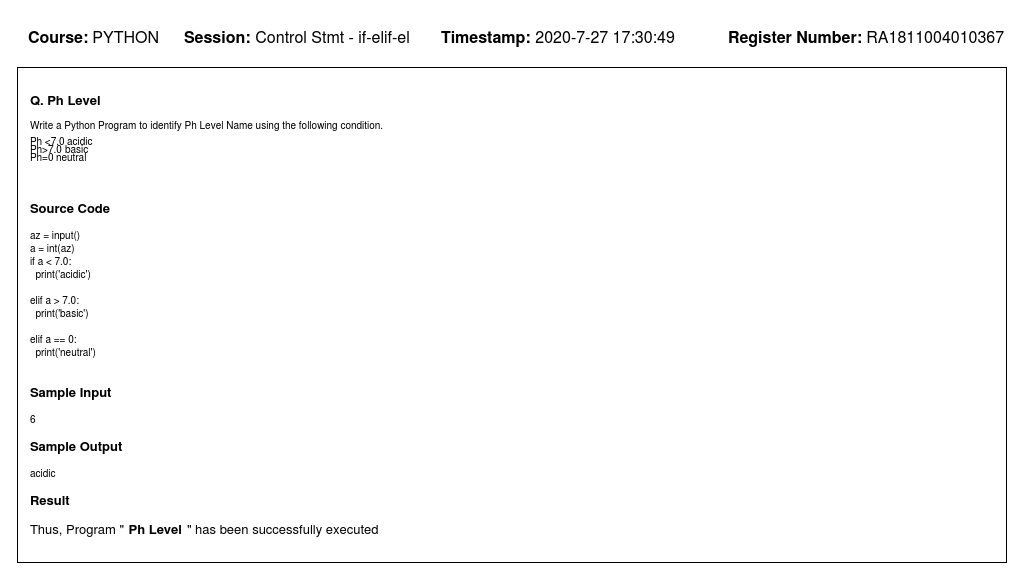 Course: PYTHON Session: Control Stmt - if-elif-el Timestamp: 2020-7-27 17:30:49 Register Number: RA1811004010367
Q. Ph Level
Write a Python Program to identify Ph Level Name using the following condition.
Ph <7.0 acidic
Ph>7.0 basic
Ph=0 neutral
Source Code
az = input()
a = int(az)
if a < 7.0:
  print('acidic')
elif a > 7.0:
  print('basic')
elif a == 0:
  print('neutral')
Sample Input
6
Sample Output
acidic
Result
Thus, Program " Ph Level " has been successfully executed